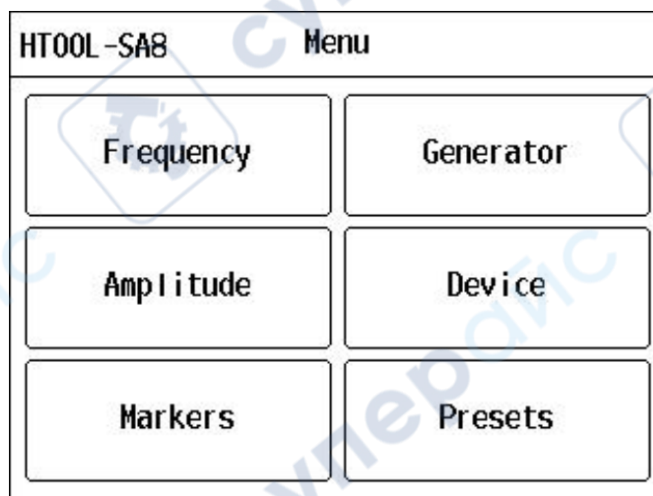 HTOOL-SA8 Menu
Frequency Generator
Amplitude Device
Markers Presets